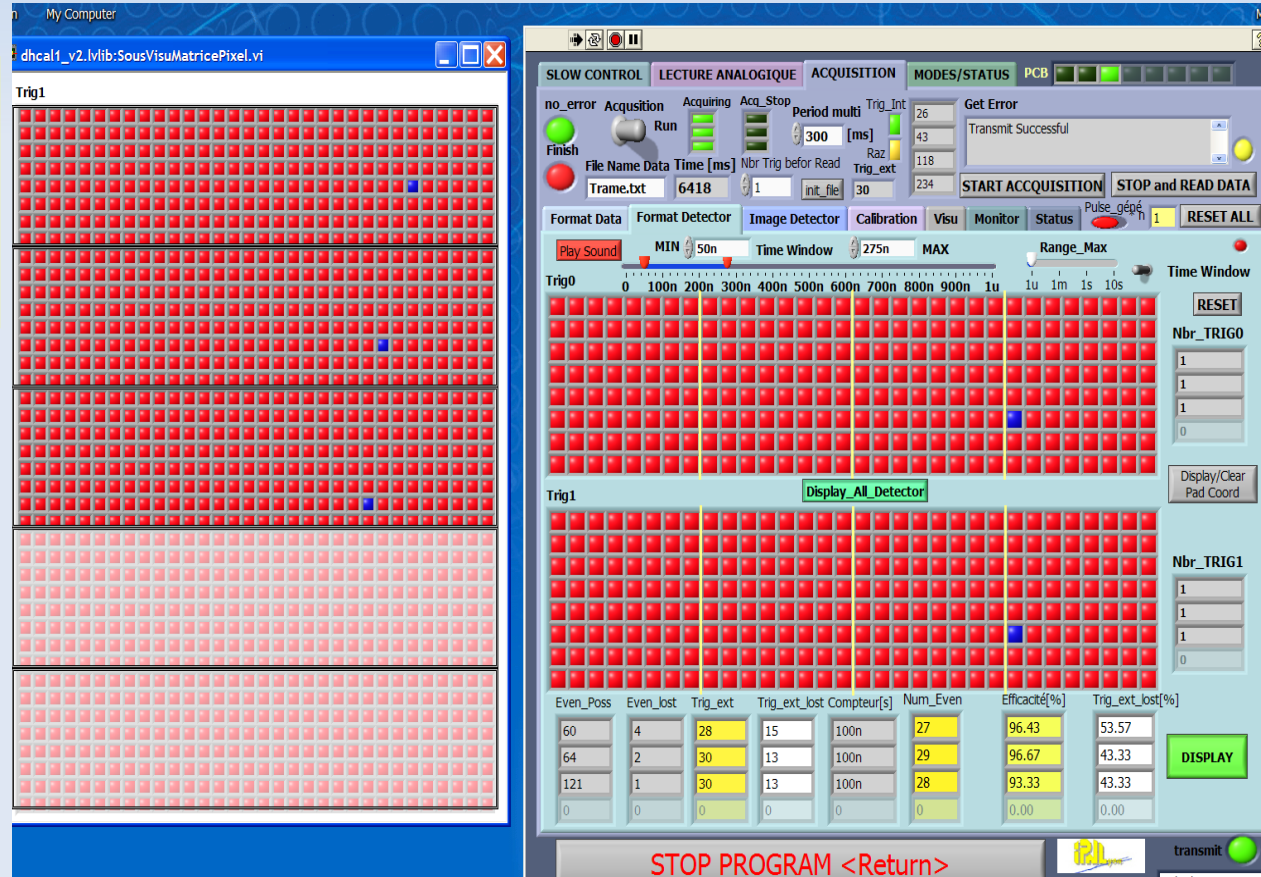 My Computer
dhcal1_v2.lvlib:SousVisuMatricePixel.vi
Trig1
SLOW CONTROL LECTURE ANALOGIQUE ACQUISITION MODES/STATUS PCB
no_error Acqusition Acquiring Acq_Stop Period multi Trig_Int 26 Get Error
Run 300 [ms] 43 Transmit Successful
Finish Raz
File Name Data Time [ms] Nbr Trig befor Read Trig_ext 118
Trame.txt 6418 1 init_file 30 234 START ACCQUISITION STOP and READ DATA
Format Data Format Detector Image Detector Calibration Visu Monitor Status Pulse_gépé n 1 RESET ALL
Play Sound MIN 50n Time Window 275n MAX Range_Max
Trig0 0 100n 200n 300n 400n 500n 600n 700n 800n 900n 1u 1u 1m 1s 10s Time Window
RESET
Nbr_TRIG0
1
1
1
0
Display/Clear
Pad Coord
Trig1 Display_All_Detector
Nbr_TRIG1
1
1
1
0
Even_Poss Even_lost Trig_ext Trig_ext_lost Compteur[s] Num_Even Efficacité[%] Trig_ext_lost[%]
60 4 28 15 100n 27 96.43 53.57
64 2 30 13 100n 29 96.67 43.33 DISPLAY
121 1 30 13 100n 28 93.33 43.33
0 0 0 0 0 0 0.00 0.00
STOP PROGRAM <Return> transmit